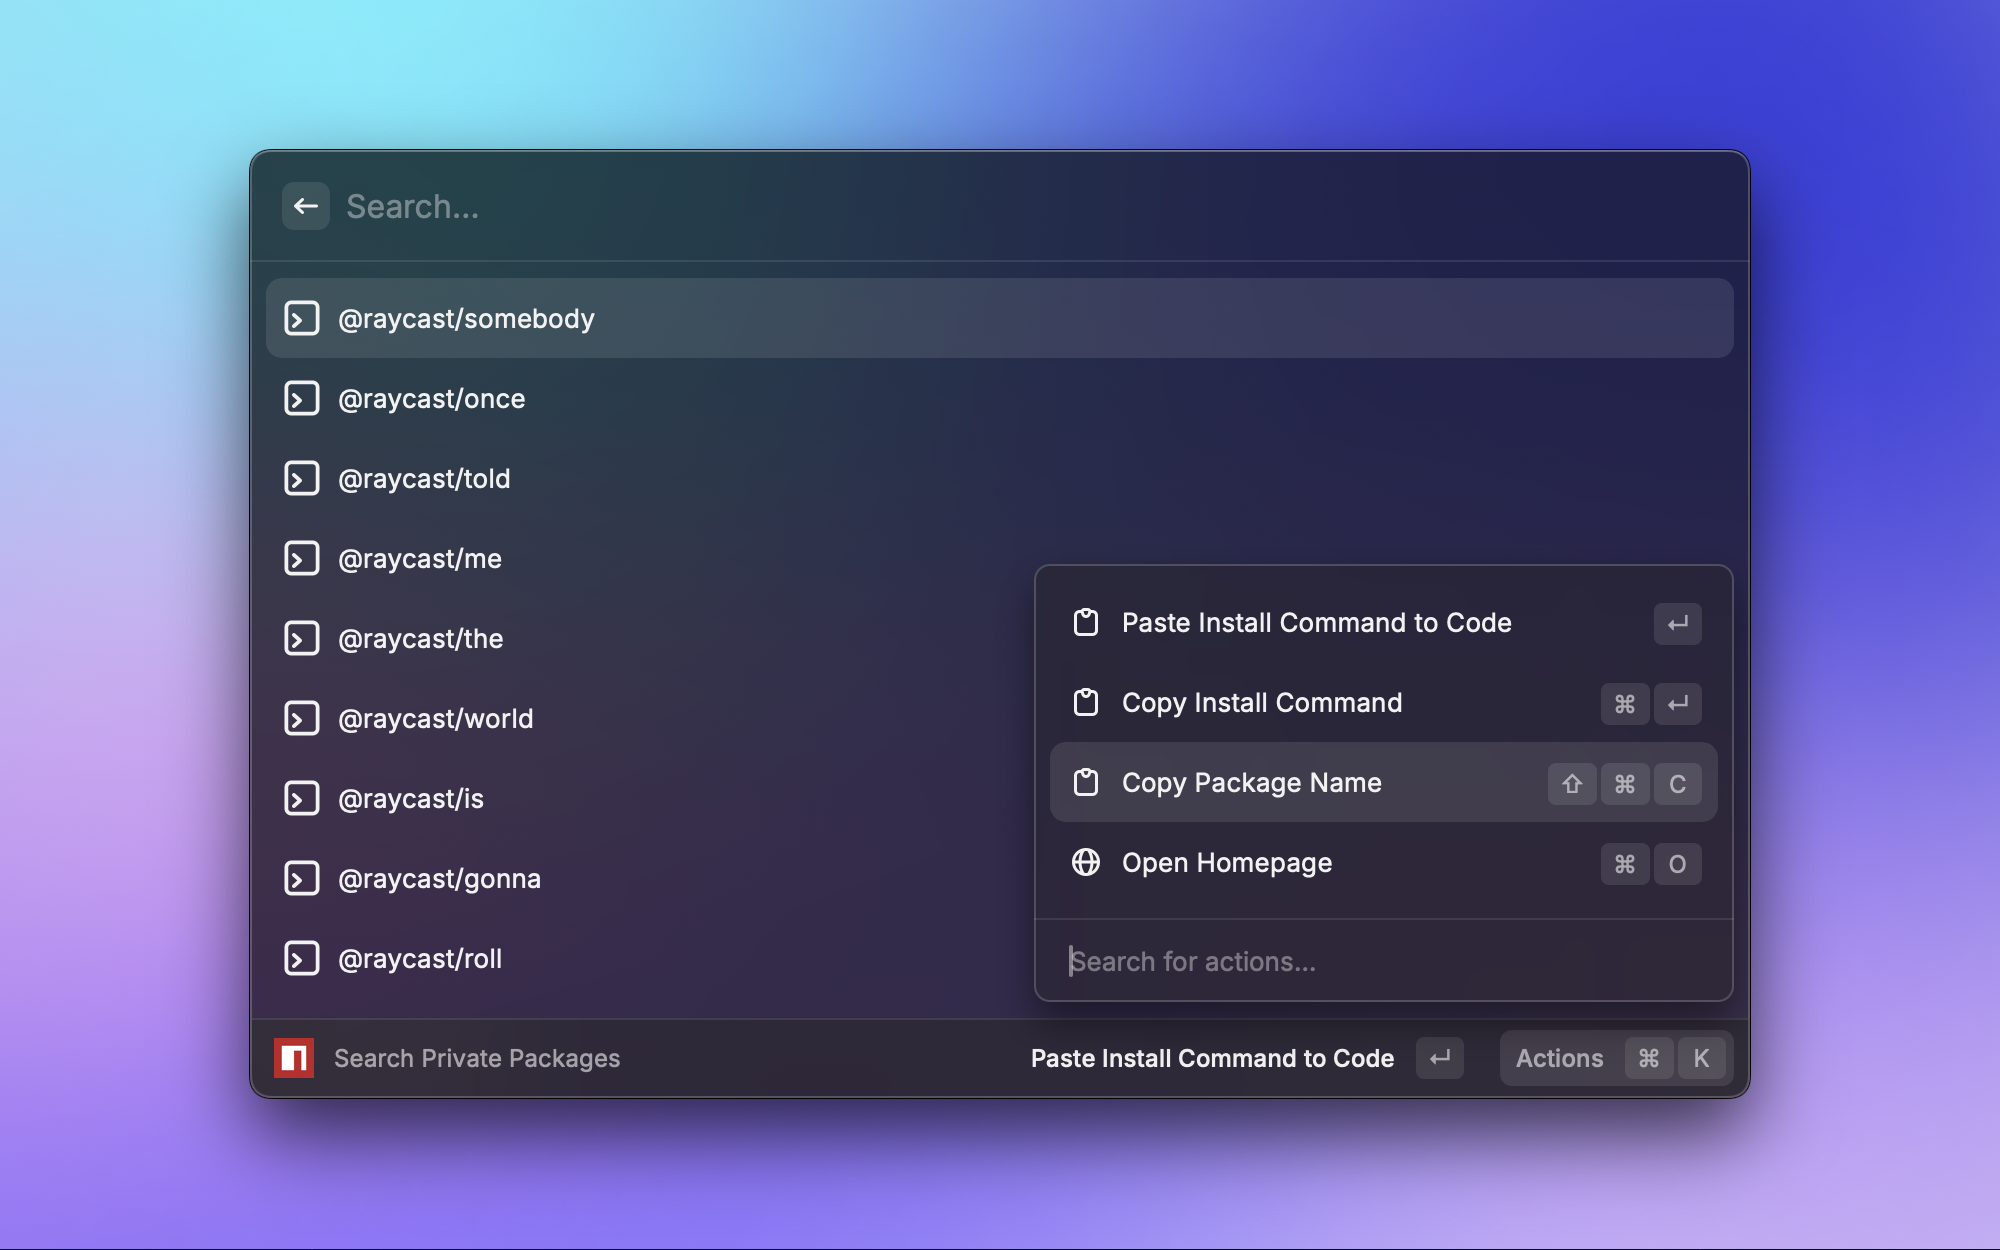 Search...
@raycast/somebody
@raycast/once
@raycast/told
@raycast/me
@raycast/the
@raycast/world
@raycast/is
@raycast/gonna
@raycast/roll
Paste Install Command to Code ↵
Copy Install Command ⌘ ↵
Copy Package Name ⇧ ⌘ C
Open Homepage ⌘ O
Search for actions...
Search Private Packages
Paste Install Command to Code ↵
Actions ⌘ K